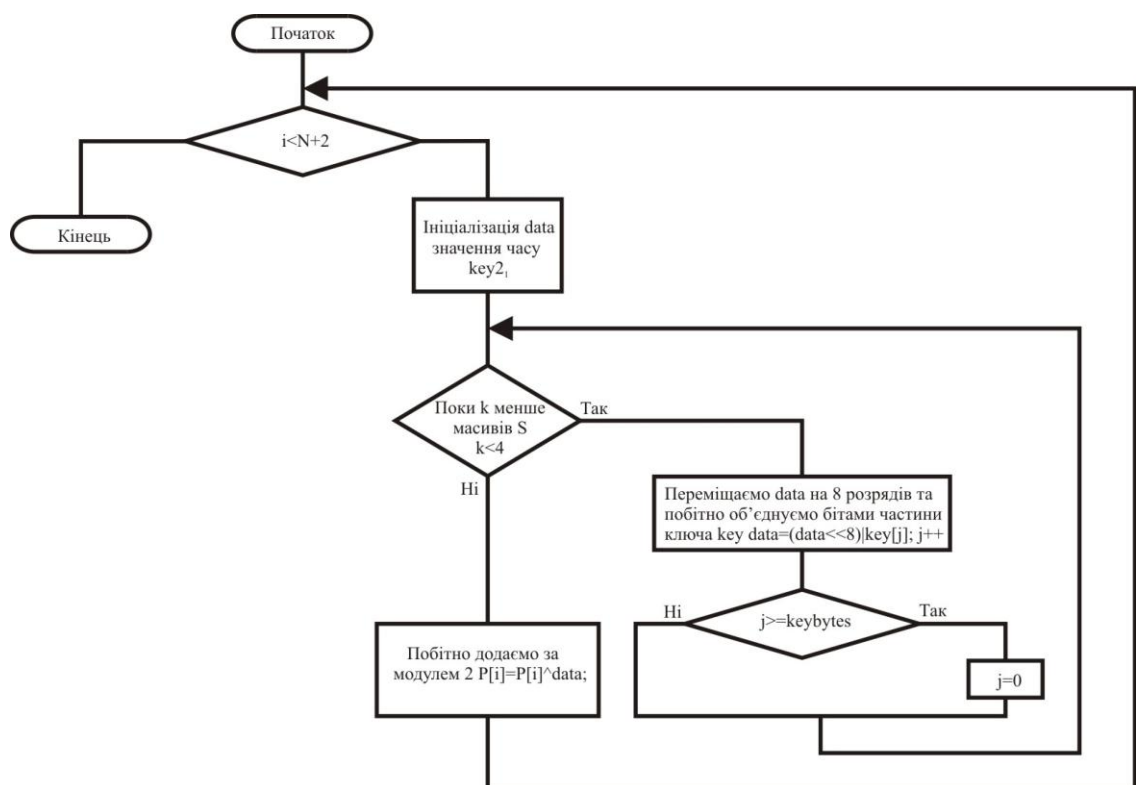 Початок
i<N+2
Кінець
Ініціалізація data
значення часу
key2₁
Поки k менше
масивів S
k<4
Так
Ні
Переміщаємо data на 8 розрядів та
побітно об’єднуємо бітами частини
ключа key data=(data<<8)|key[j]; j++
Ні
j>=keybytes
Так
j=0
Побітно додаємо за
модулем 2 P[i]=P[i]^data;